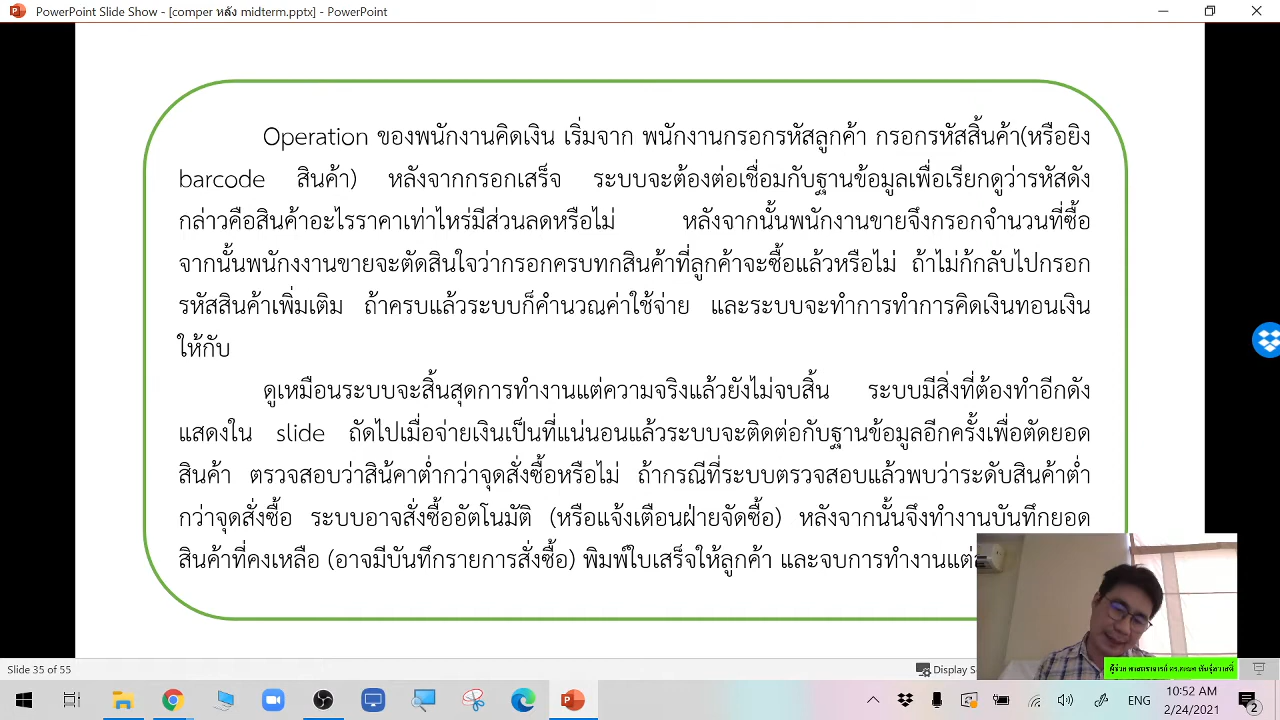 PowerPoint Slide Show - [comper หลัง midterm.pptx] - PowerPoint
Operation ของพนักงานคิดเงิน เริ่มจาก พนักงานกรอกรหัสลูกค้า กรอกรหัสสิ้นค้า(หรือยิง
barcode สินค้า) หลังจากกรอกเสร็จ ระบบจะต้องต่อเชื่อมกับฐานข้อมูลเพื่อเรียกดูว่ารหัสดัง
กล่าวคือสินค้าอะไรราคาเท่าไหร่มีส่วนลดหรือไม่ หลังจากนั้นพนักงานขายจึงกรอกจำนวนที่ซื้อ
จากนั้นพนักงงานขายจะตัดสินใจว่ากรอกครบทกสินค้าที่ลูกค้าจะซื้อแล้วหรือไม่ ถ้าไม่ก้กลับไปกรอก
รหัสสินค้าเพิ่มเติม ถ้าครบแล้วระบบก็คำนวณค่าใช้จ่าย และระบบจะทำการทำการคิดเงินทอนเงิน
ให้กับ
ดูเหมือนระบบจะสิ้นสุดการทำงานแต่ความจริงแล้วยังไม่จบสิ้น ระบบมีสิ่งที่ต้องทำอีกดัง
แสดงใน slide ถัดไปเมื่อจ่ายเงินเป็นที่แน่นอนแล้วระบบจะติดต่อกับฐานข้อมูลอีกครั้งเพื่อตัดยอด
สินค้า ตรวจสอบว่าสิน้คาต่ำกว่าจุดสั่งซื้อหรือไม่ ถ้ากรณีที่ระบบตรวจสอบแล้วพบว่าระดับสินค้าต่ำ
กว่าจุดสั่งซื้อ ระบบอาจสั่งซื้ออัตโนมัติ (หรือแจ้งเตือนฝ่ายจัดซื้อ) หลังจากนั้นจึงทำงานบันทึกยอด
สินค้าที่คงเหลือ (อาจมีบันทึกรายการสั่งซื้อ) พิมพ์ใบเสร็จให้ลูกค้า และจบการทำงานแต่
Slide 35 of 55
Display S
ENG
10:52 AM
2/24/2021
2